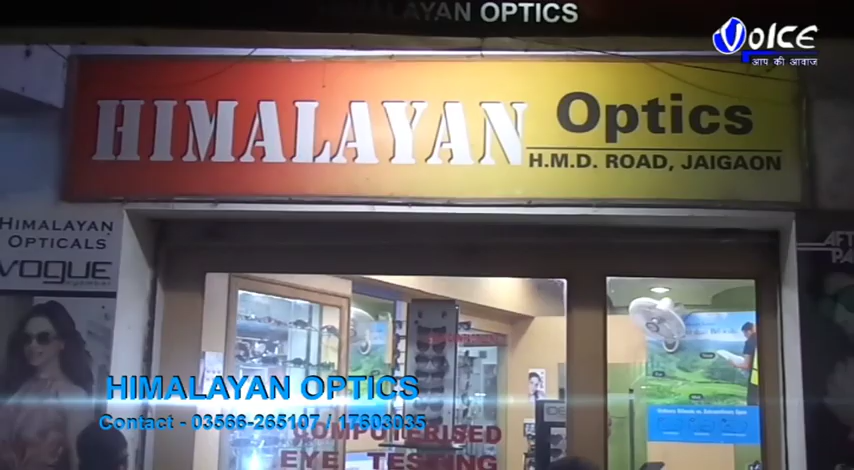 HIMALAYAN OPTICS
VOICE
आप की आवाज
HIMALAYAN Optics
H.M.D. ROAD, JAIGAON
HIMALAYAN
OPTICALS
VOGUE
HIMALAYAN OPTICS
Contact - 03566-265107 / 17603035
COMPUTERISED
EYE TESTING